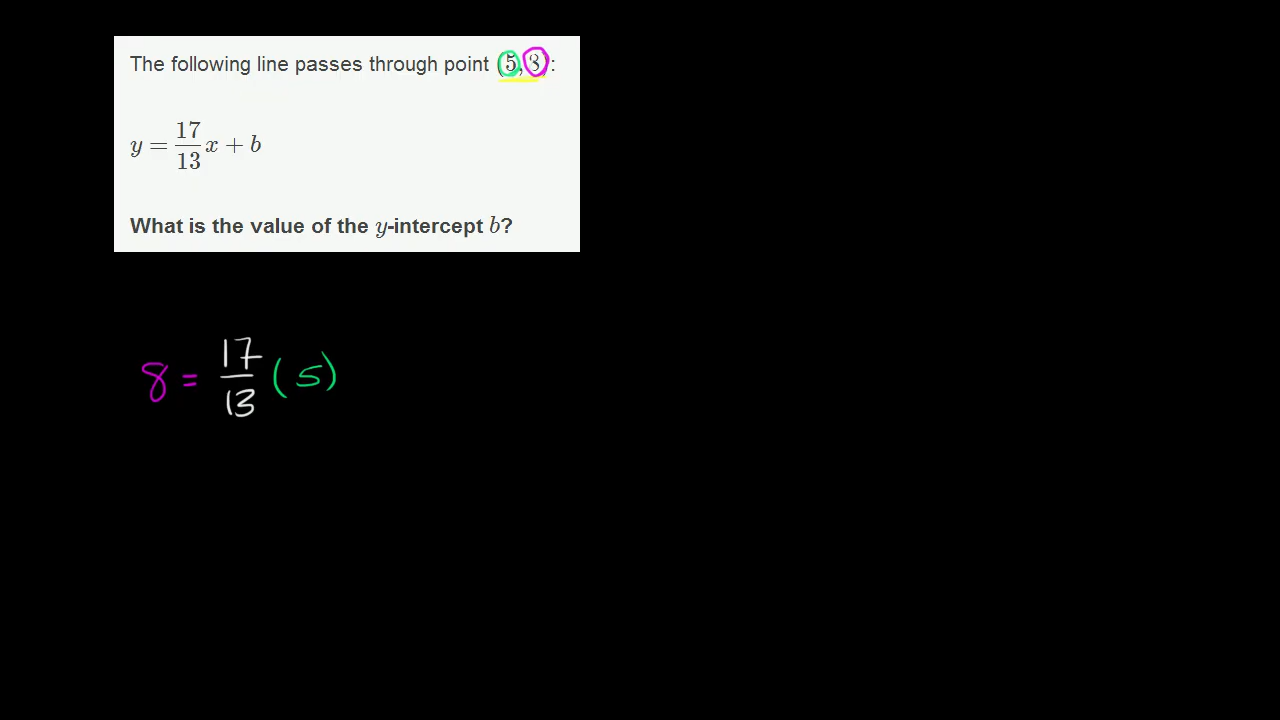 The following line passes through point (5, 8):
y = 17/13 x + b
What is the value of the y-intercept b?
8 = 17/13 (5)